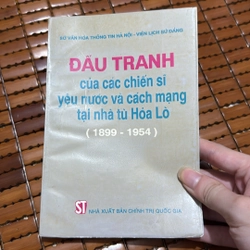 SỞ VĂN HÓA THÔNG TIN HÀ NỘI - VIỆN LỊCH SỬ ĐẢNG
ĐẤU TRANH
của các chiến sĩ
yêu nước và cách mạng
tại nhà tù Hỏa Lò
(1899 - 1954)
ST NHÀ XUẤT BẢN CHÍNH TRỊ QUỐC GIA